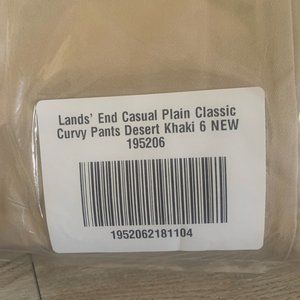 Lands' End Casual Plain Classic
Curvy Pants Desert Khaki 6 NEW
195206
1952062181104